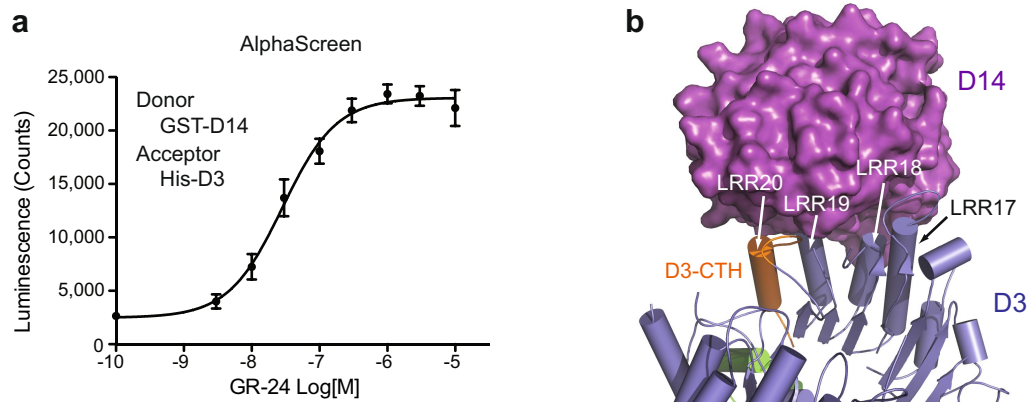 a
AlphaScreen
Luminescence (Counts)
25,000
20,000
15,000
10,000
5,000
0
Donor
GST-D14
Acceptor
His-D3
-10
-9
-8
-7
-6
-5
GR-24 Log[M]
b
D14
LRR20
LRR19
LRR18
LRR17
D3-CTH
D3